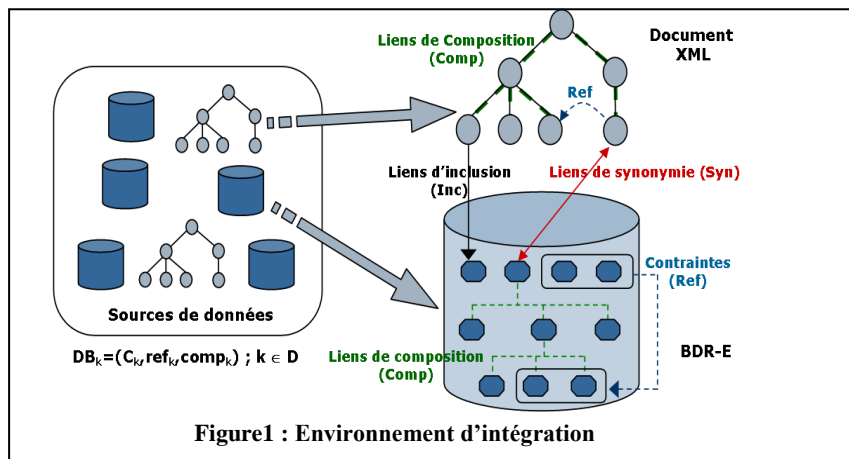 Liens de Composition
(Comp)
Document
XML
Ref
Liens d'inclusion
(Inc)
Liens de synonymie (Syn)
Contraintes
(Ref)
Sources de données
DBk=(Ck,refk,compk) ; k ∈ D
Liens de composition
(Comp)
BDR-E
Figure1 : Environnement d'intégration